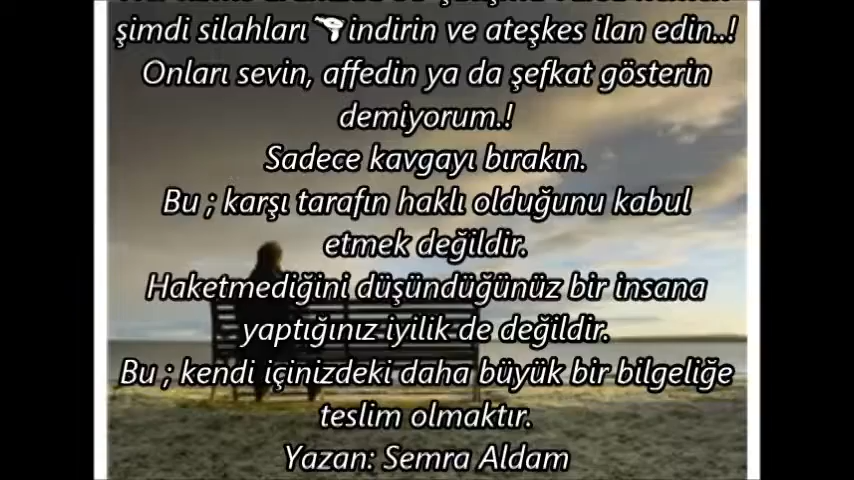 şimdi silahları indirin ve ateşkes ilan edin..!
Onları sevin, affedin ya da şefkat gösterin
demiyorum.!
Sadece kavgayı bırakın.
Bu ; karşı tarafın haklı olduğunu kabul
etmek değildir.
Haketmediğini düşündüğünüz bir insana
yaptığınız iyilik de değildir.
Bu ; kendi içinizdeki daha büyük bir bilgeliğe
teslim olmaktır.
Yazan: Semra Aldam